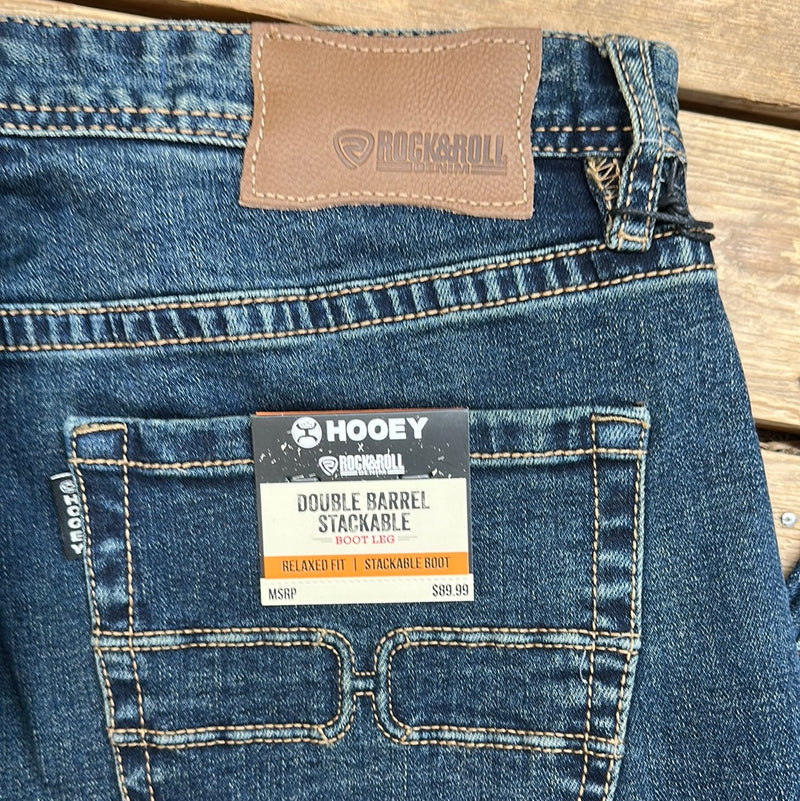 ROCK&ROLL
DENIM
HOOEY
X
ROCK&ROLL
DENIM
DOUBLE BARREL
STACKABLE
BOOT LEG
RELAXED FIT | STACKABLE BOOT
MSRP $89.99
HOOEY